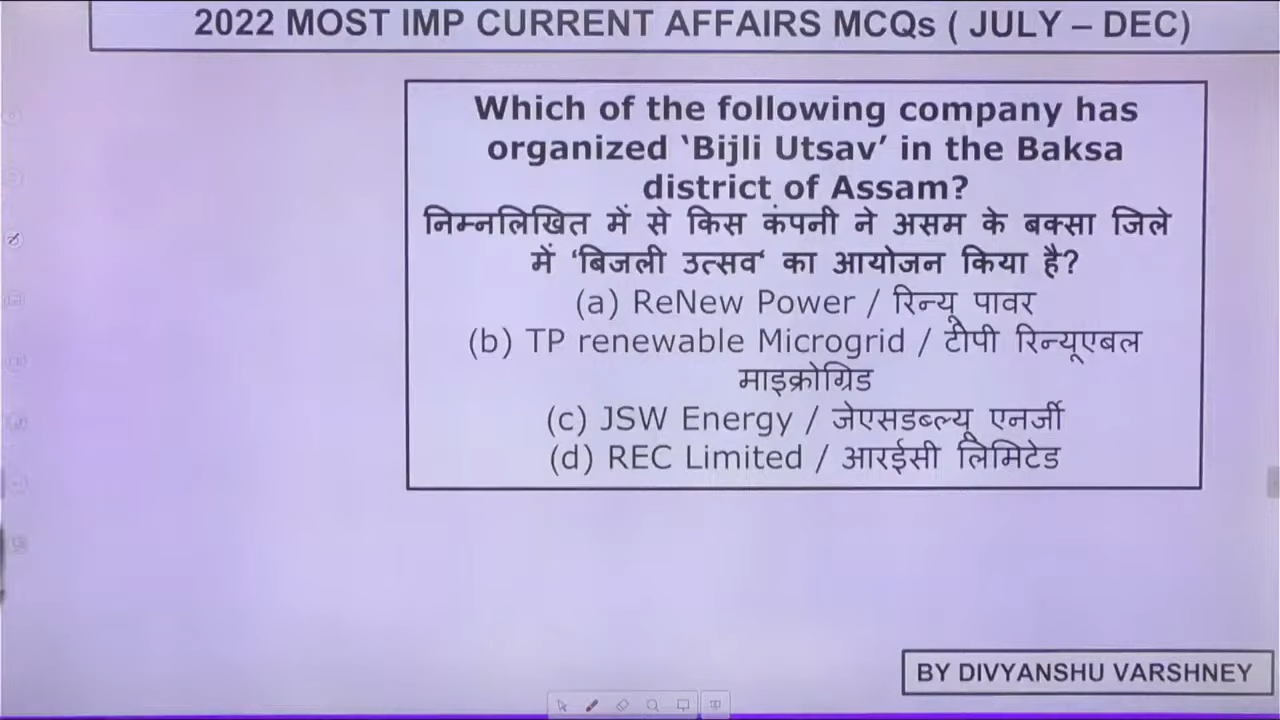 2022 MOST IMP CURRENT AFFAIRS MCQs ( JULY – DEC)
Which of the following company has
organized ‘Bijli Utsav’ in the Baksa
district of Assam?
निम्नलिखित में से किस कंपनी ने असम के बक्सा जिले
में ‘बिजली उत्सव‘ का आयोजन किया है?
(a) ReNew Power / रिन्यू पावर
(b) TP renewable Microgrid / टीपी रिन्यूएबल
माइक्रोग्रिड
(c) JSW Energy / जेएसडब्ल्यू एनर्जी
(d) REC Limited / आरईसी लिमिटेड
BY DIVYANSHU VARSHNEY